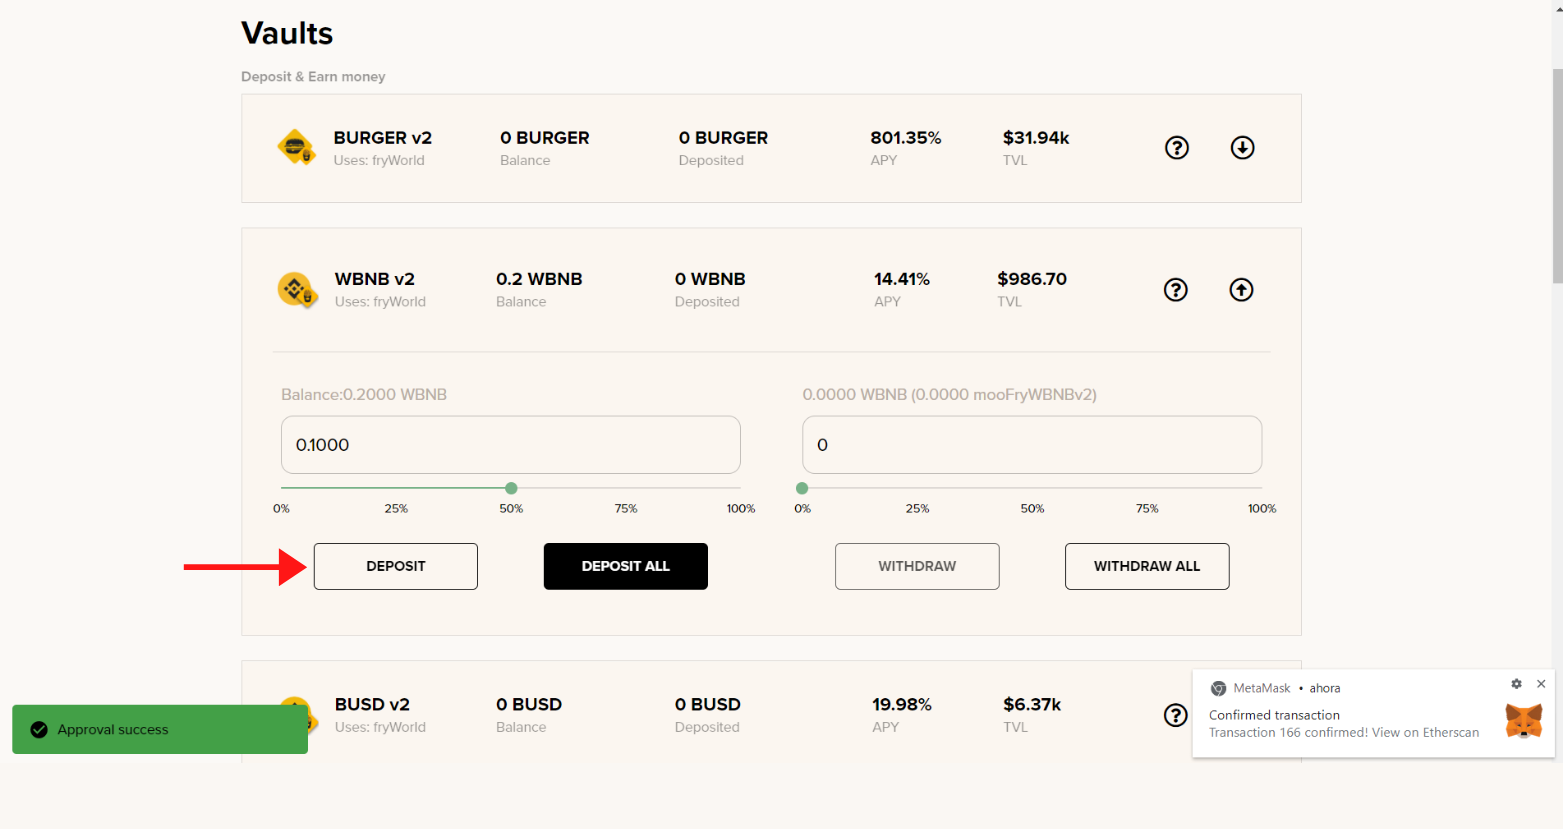 Vaults
Deposit & Earn money
BURGER v2 0 BURGER 0 BURGER 801.35% $31.94k
Uses: fryWorld Balance Deposited APY TVL
WBNB v2 0.2 WBNB 0 WBNB 14.41% $986.70
Uses: fryWorld Balance Deposited APY TVL
Balance:0.2000 WBNB 0.0000 WBNB (0.0000 mooFryWBNBv2)
0.1000 0
0% 25% 50% 75% 100% 0% 25% 50% 75% 100%
DEPOSIT DEPOSIT ALL WITHDRAW WITHDRAW ALL
BUSD v2 0 BUSD 0 BUSD 19.98% $6.37k
Uses: fryWorld Balance Deposited APY TVL
Approval success
MetaMask • ahora
Confirmed transaction
Transaction 166 confirmed! View on Etherscan